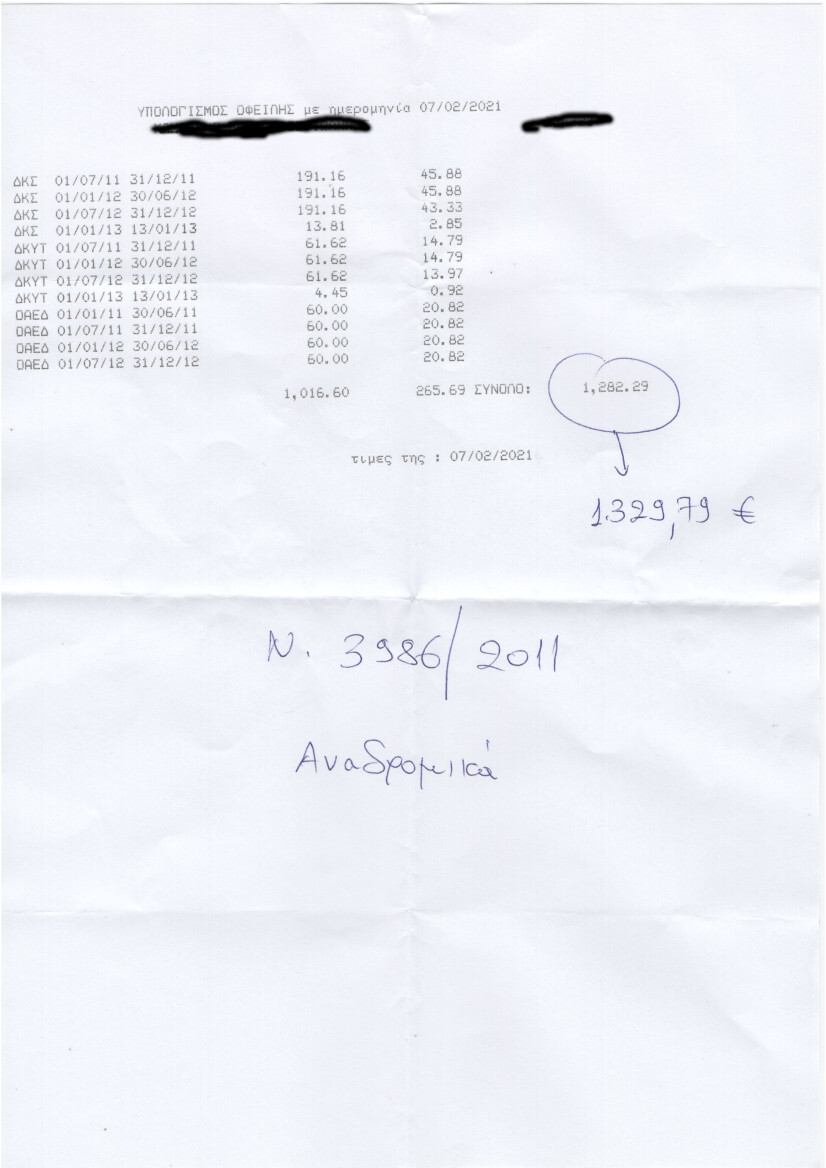 ΥΠΟΛΟΓΙΣΜΟΣ ΟΦΕΙΛΗΣ με ημερομηνία 07/02/2021
ΔΚΣ 01/07/11 31/12/11 191.16 45.88
ΔΚΣ 01/01/12 30/06/12 191.16 45.88
ΔΚΣ 01/07/12 31/12/12 191.16 43.33
ΔΚΣ 01/01/13 13/01/13 13.81 2.85
ΔΚΥΤ 01/07/11 31/12/11 61.62 14.79
ΔΚΥΤ 01/01/12 30/06/12 61.62 14.79
ΔΚΥΤ 01/07/12 31/12/12 61.62 13.97
ΔΚΥΤ 01/01/13 13/01/13 4.45 0.92
ΟΑΕΔ 01/01/11 30/06/11 60.00 20.82
ΟΑΕΔ 01/07/11 31/12/11 60.00 20.82
ΟΑΕΔ 01/01/12 30/06/12 60.00 20.82
ΟΑΕΔ 01/07/12 31/12/12 60.00 20.82
1,016.60 265.69 ΣΥΝΟΛΟ: 1,282.29
τιμες της : 07/02/2021
1.329,79 €
Ν. 3986/2011
Αναδρομικά